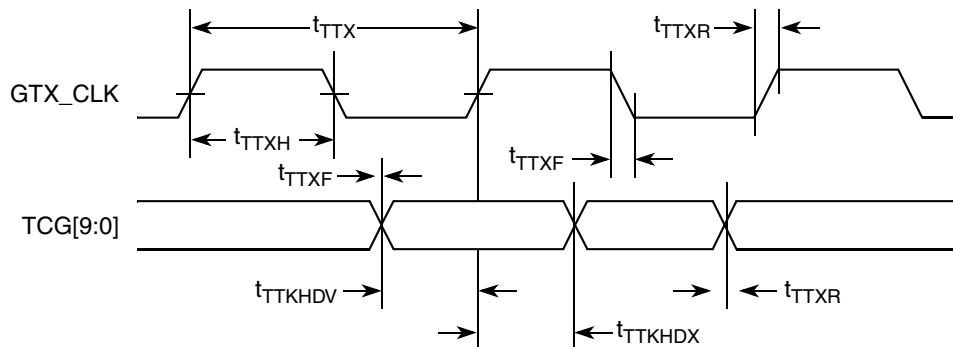 tTTX
tTTXR
GTX_CLK
tTTXH
tTTXF
tTTXF
TCG[9:0]
tTTKHDV
tTTXR
tTTKHDX